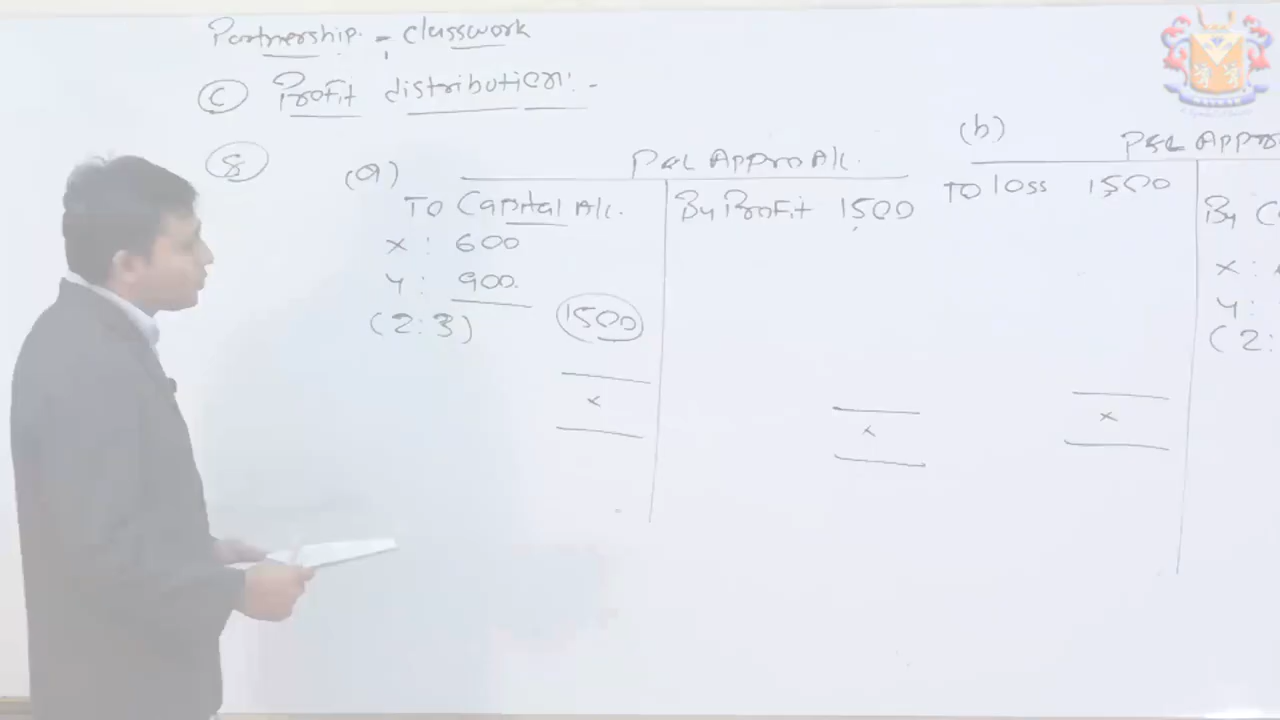 Partnership - classwork
(C) Profit distribution: -
8
(a)
P&L Appro A/c.
To Capital A/c.
X : 600
Y : 900
(2:3)
1500
x
By Profit 1500
x
(b)
P&L Appro
To loss 1500
x
By C
X :
Y :
(2: